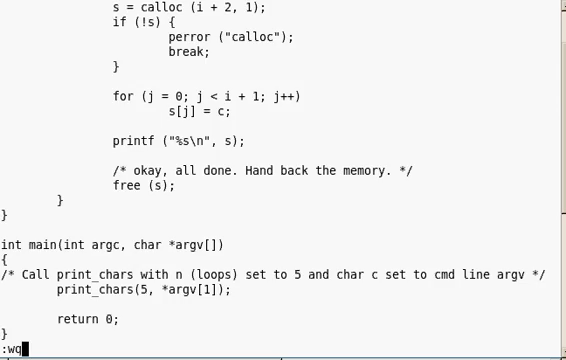 s = calloc (i + 2, 1);
if (!s) {
perror ("calloc");
break;
}
for (j = 0; j < i + 1; j++)
s[j] = c;
printf ("%s\n", s);
/* okay, all done. Hand back the memory. */
free (s);
}
}
int main(int argc, char *argv[])
{
/* Call print_chars with n (loops) set to 5 and char c set to cmd line argv */
print_chars(5, *argv[1]);
return 0;
}
:wq